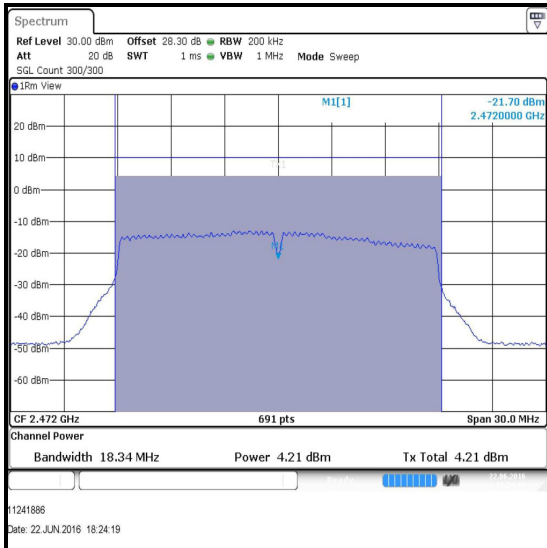 Spectrum
Ref Level 30.00 dBm Offset 28.30 dB RBW 200 kHz
Att 20 dB SWT 1 ms VBW 1 MHz Mode Sweep
SGL Count 300/300
1Rm View
M1[1] -21.70 dBm
2.4720000 GHz
20 dBm
10 dBm
0 dBm
-10 dBm
-20 dBm
-30 dBm
-40 dBm
-50 dBm
-60 dBm
CF 2.472 GHz 691 pts Span 30.0 MHz
Channel Power
Bandwidth 18.34 MHz Power 4.21 dBm Tx Total 4.21 dBm
Ready 22.06.2016
11241886
Date: 22.JUN.2016 18:24:19